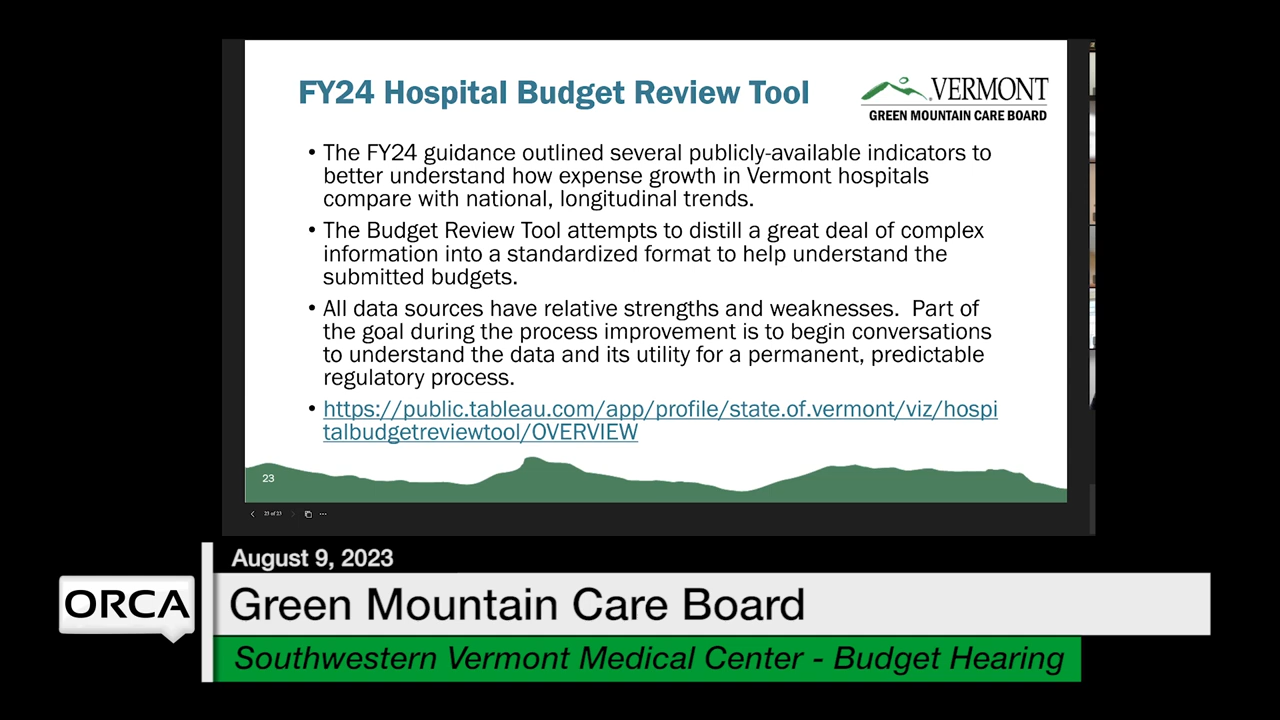 FY24 Hospital Budget Review Tool
VERMONT
GREEN MOUNTAIN CARE BOARD
• The FY24 guidance outlined several publicly-available indicators to
better understand how expense growth in Vermont hospitals
compare with national, longitudinal trends.
• The Budget Review Tool attempts to distill a great deal of complex
information into a standardized format to help understand the
submitted budgets.
• All data sources have relative strengths and weaknesses.  Part of
the goal during the process improvement is to begin conversations
to understand the data and its utility for a permanent, predictable
regulatory process.
• https://public.tableau.com/app/profile/state.of.vermont/viz/hospi
talbudgetreviewtool/OVERVIEW
23
23 of 23
August 9, 2023
ORCA
Green Mountain Care Board
Southwestern Vermont Medical Center - Budget Hearing